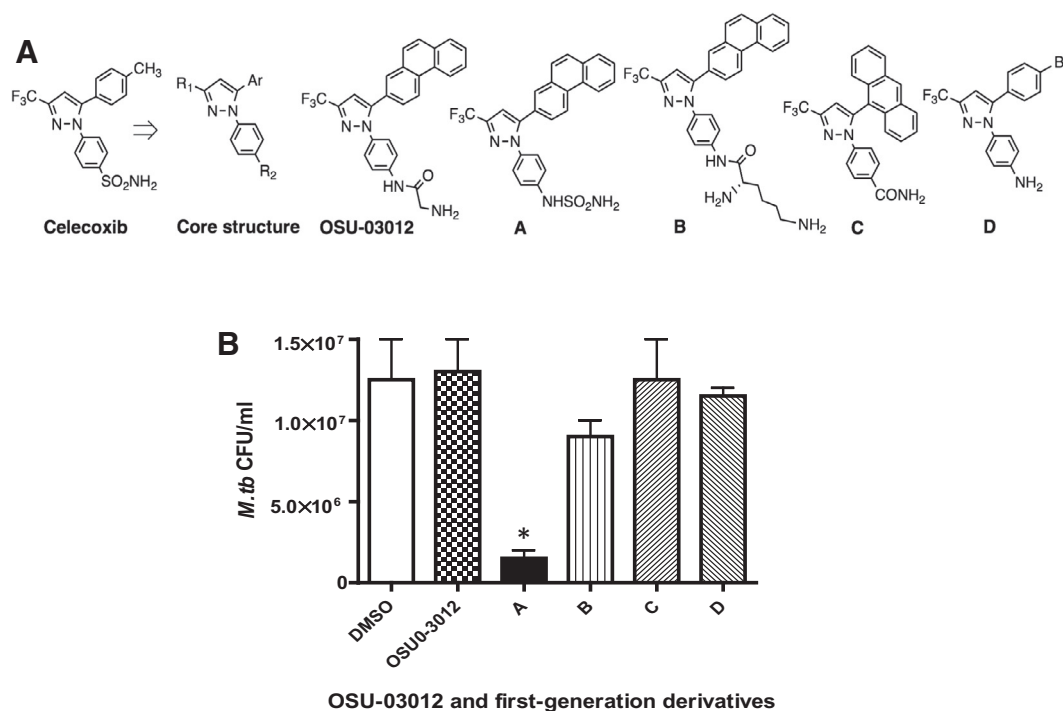 A
CH₃
F₃C
N
N
SO₂NH₂
Celecoxib
R₁
Ar
N
N
R₂
Core structure
F₃C
N
N
HN
O
NH₂
OSU-03012
F₃C
N
N
NHSO₂NH₂
A
F₃C
N
N
HN
O
H₂N
NH₂
B
F₃C
N
N
CONH₂
C
B
F₃C
N
N
NH₂
D
B
1.5×10⁷
1.0×10⁷
5.0×10⁶
0
M.tb CFU/ml
*
DMSO
OSU0-3012
A
B
C
D
OSU-03012 and first-generation derivatives